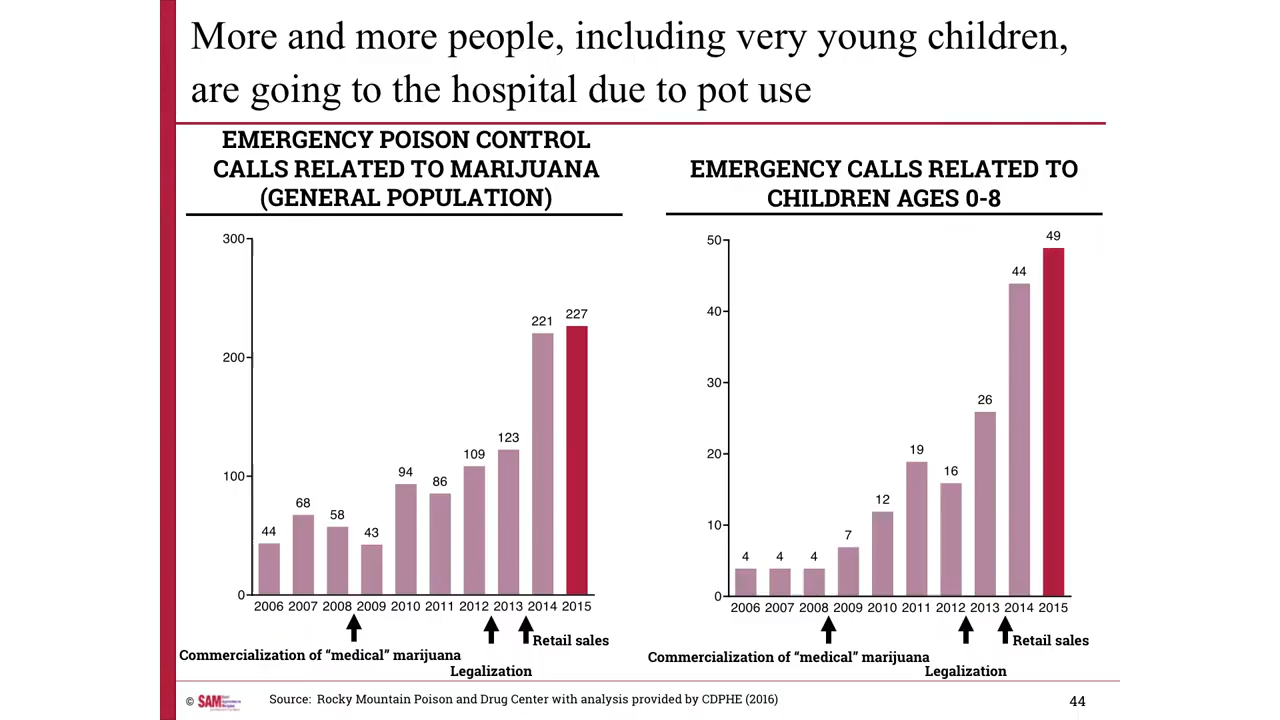 More and more people, including very young children,
are going to the hospital due to pot use
EMERGENCY POISON CONTROL
CALLS RELATED TO MARIJUANA
(GENERAL POPULATION)
300
200
100
0
44
68
58
43
94
86
109
123
221
227
2006 2007 2008 2009 2010 2011 2012 2013 2014 2015
Retail sales
Commercialization of “medical” marijuana
Legalization
EMERGENCY CALLS RELATED TO
CHILDREN AGES 0-8
50
40
30
20
10
0
4
4
4
7
12
19
16
26
44
49
2006 2007 2008 2009 2010 2011 2012 2013 2014 2015
Retail sales
Commercialization of “medical” marijuana
Legalization
© SAM
Source: Rocky Mountain Poison and Drug Center with analysis provided by CDPHE (2016)
44